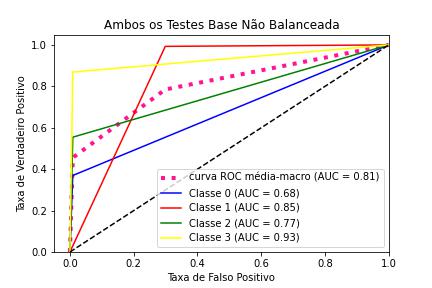 Ambos os Testes Base Não Balanceada
Taxa de Verdadeiro Positivo
1.0
0.8
0.6
0.4
0.2
0.0
curva ROC média-macro (AUC = 0.81)
Classe 0 (AUC = 0.68)
Classe 1 (AUC = 0.85)
Classe 2 (AUC = 0.77)
Classe 3 (AUC = 0.93)
0.0 0.2 0.4 0.6 0.8 1.0
Taxa de Falso Positivo